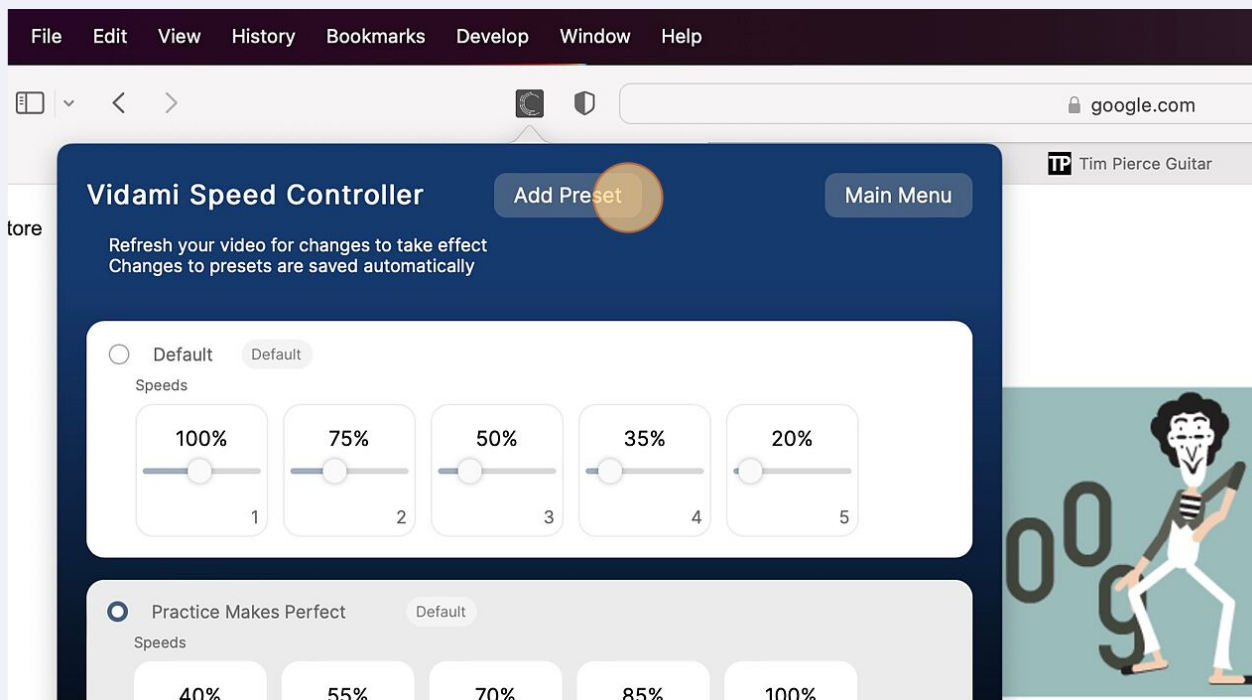 File Edit View History Bookmarks Develop Window Help
google.com
TP Tim Pierce Guitar
tore
Vidami Speed Controller Add Preset Main Menu
Refresh your video for changes to take effect
Changes to presets are saved automatically
Default Default
Speeds
100% 75% 50% 35% 20%
1 2 3 4 5
Practice Makes Perfect Default
Speeds
40% 55% 70% 85% 100%